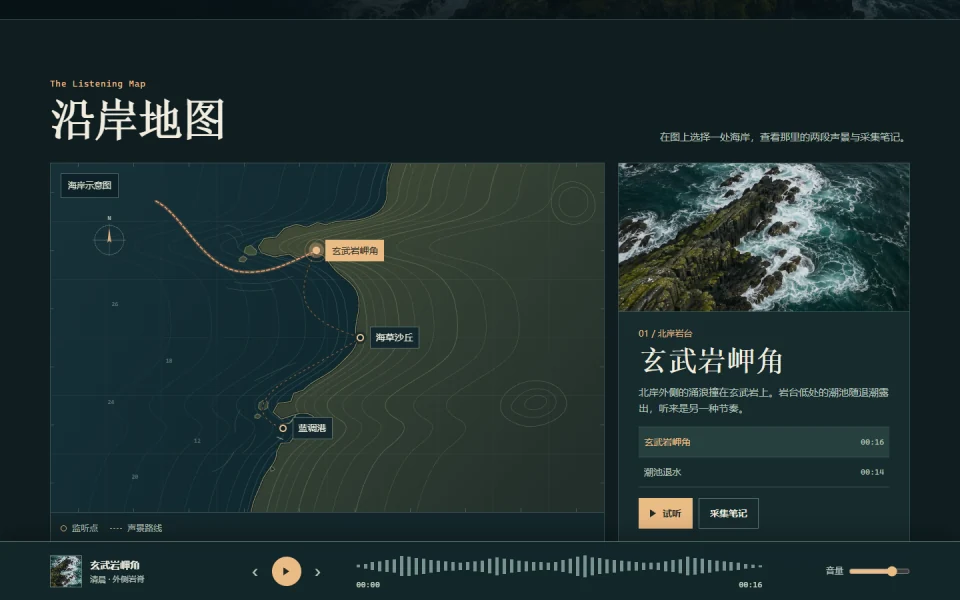 The Listening Map
沿岸地图
在图上选择一处海岸，查看那里的两段声景与采集笔记。
海岸示意图
N
玄武岩岬角
26
海草沙丘
18
24
蓝调港
12
30
监听点
声景路线
01 / 北岸岩台
玄武岩岬角
北岸外侧的涌浪撞在玄武岩上。岩台低处的潮池随退潮露
出，听来是另一种节奏。
玄武岩岬角 00:16
潮池退水 00:14
试听
采集笔记
玄武岩岬角
清晨 · 外侧岩脊
00:00
00:16
音量